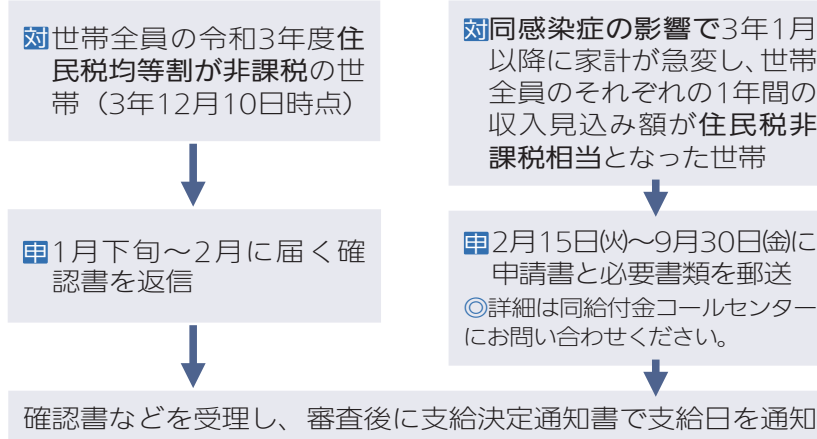 対世帯全員の令和3年度住
民税均等割が非課税の世
帯（3年12月10日時点）
申1月下旬～2月に届く確
認書を返信
対同感染症の影響で3年1月
以降に家計が急変し、世帯
全員のそれぞれの1年間の
収入見込み額が住民税非
課税相当となった世帯
申2月15日㈫～9月30日㈮に
申請書と必要書類を郵送
◎詳細は同給付金コールセンター
にお問い合わせください。
確認書などを受理し、審査後に支給決定通知書で支給日を通知